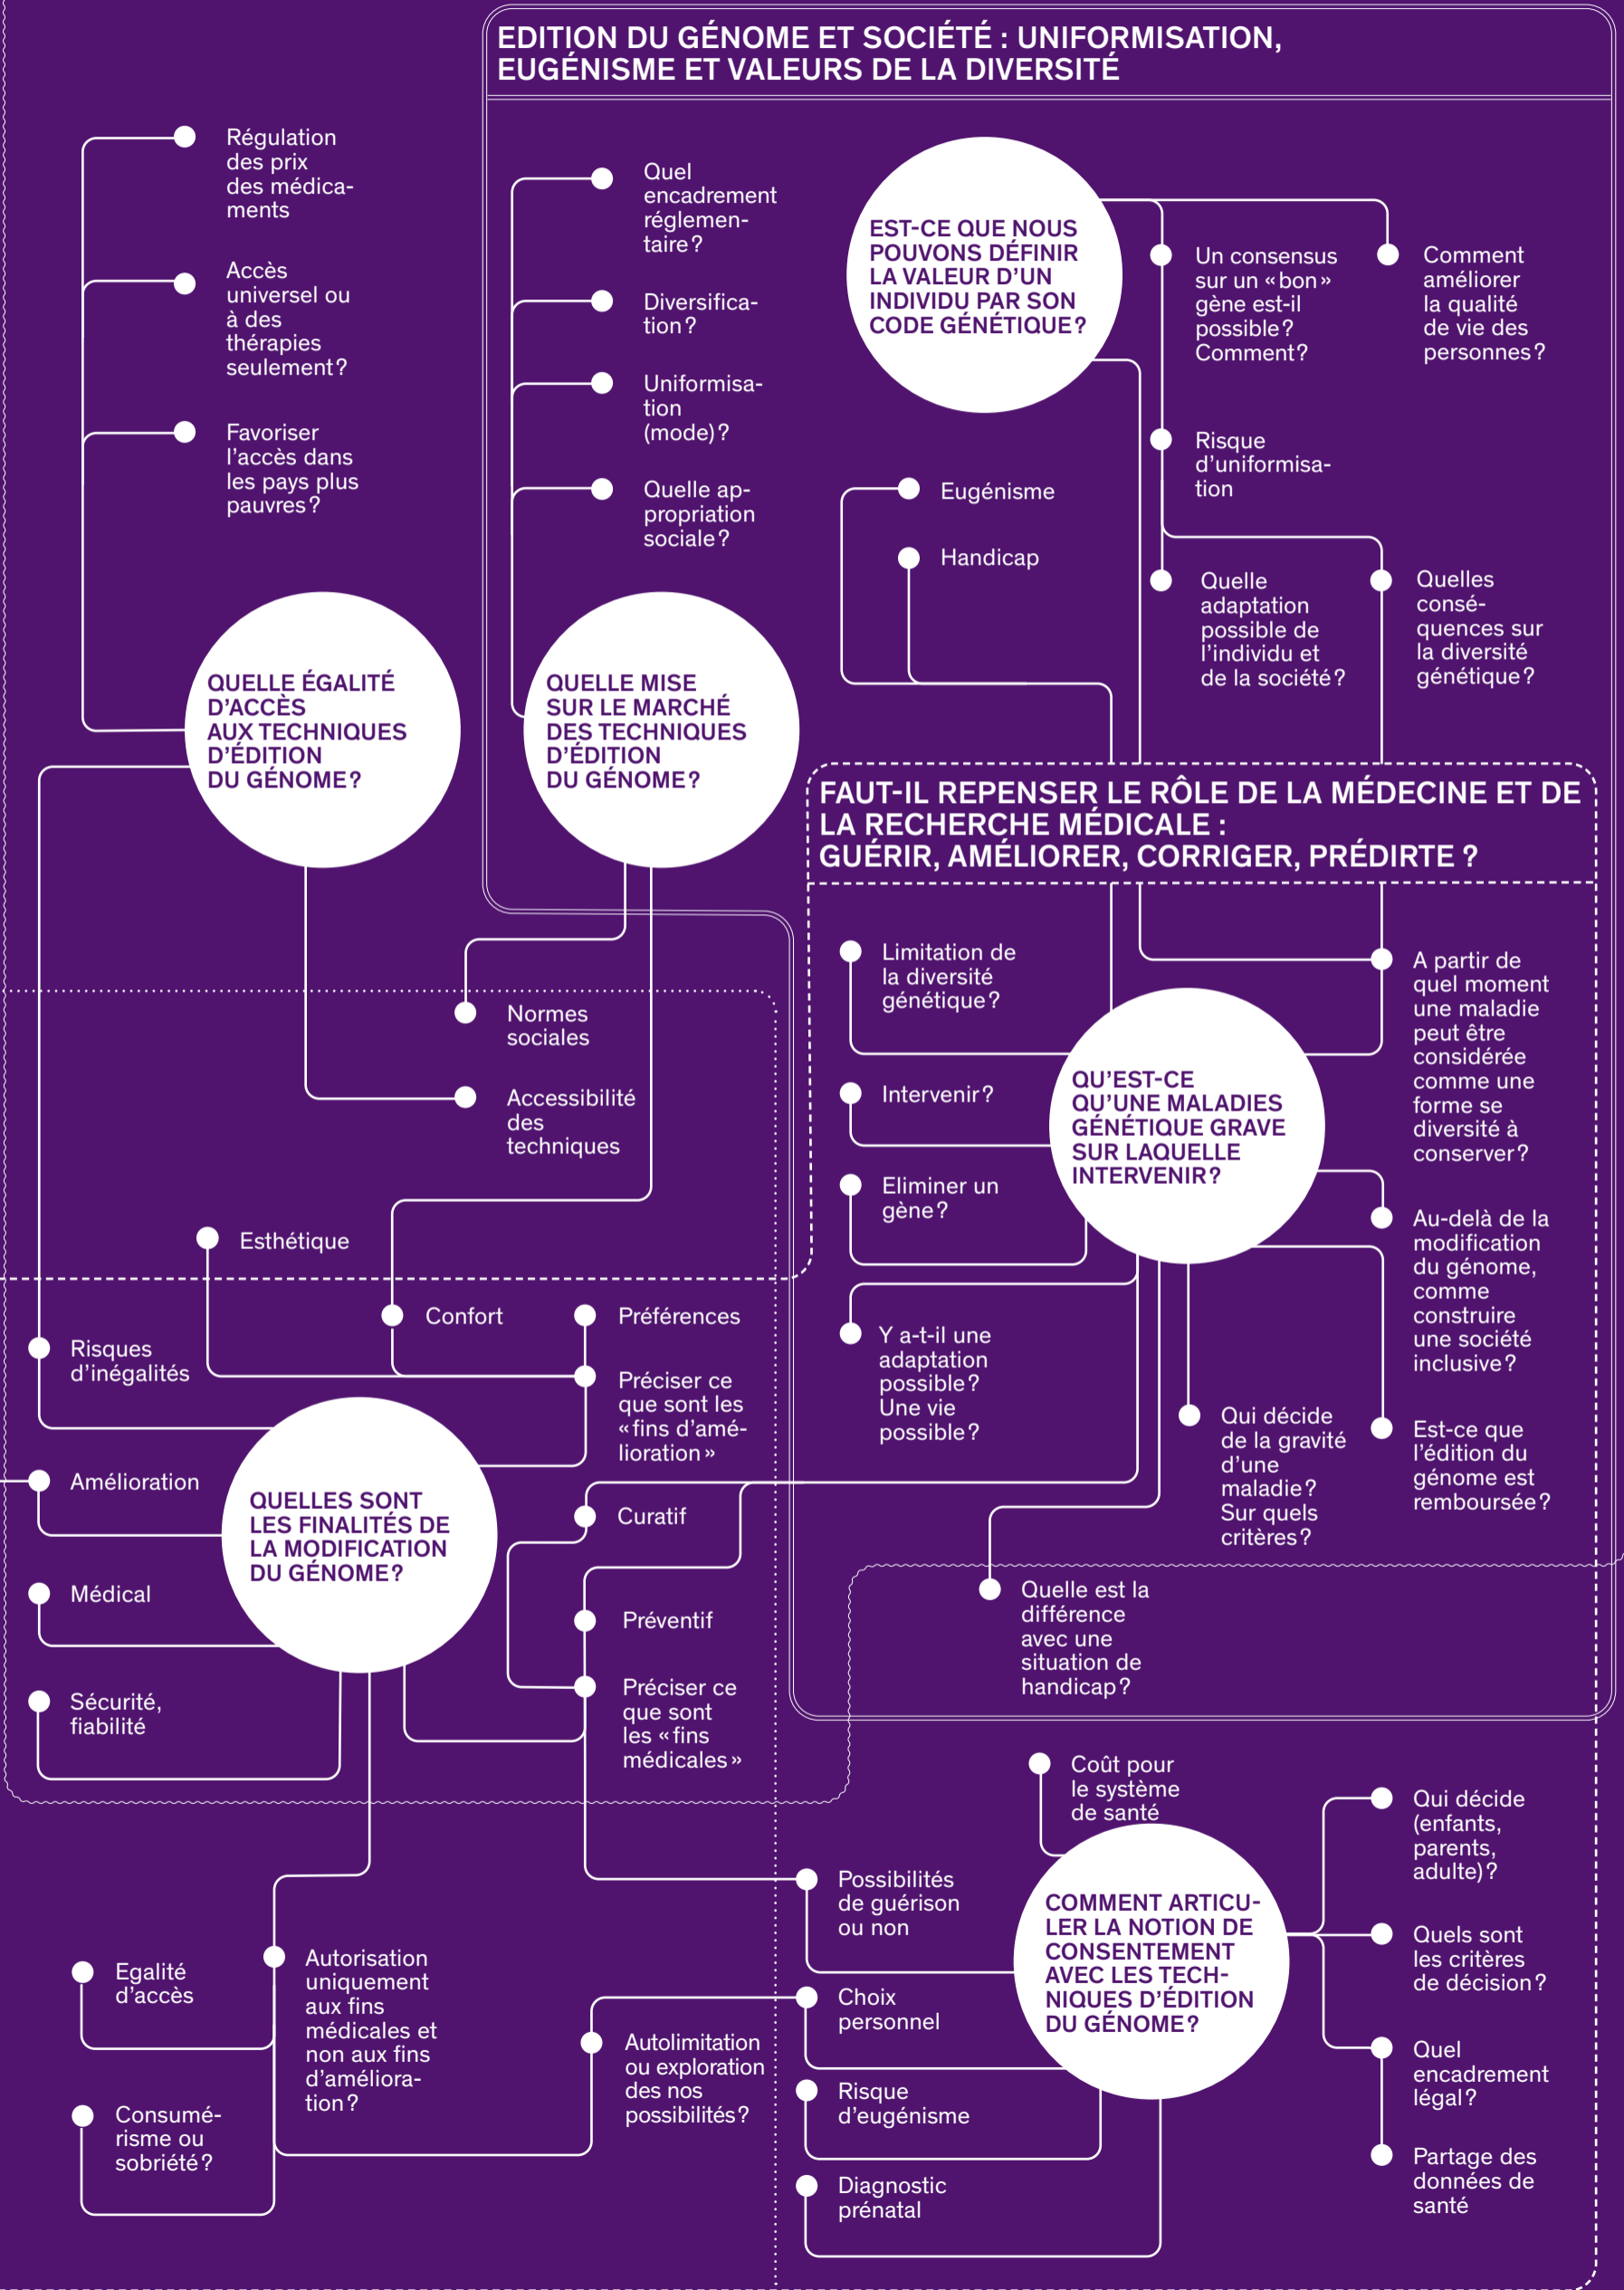 EDITION DU GÉNOME ET SOCIÉTÉ : UNIFORMISATION,
EUGÉNISME ET VALEURS DE LA DIVERSITÉ
Régulation
des prix
des médica-
ments
Accès
universel ou
à des
thérapies
seulement ?
Favoriser
l’accès dans
les pays plus
pauvres ?
QUELLE ÉGALITÉ
D’ACCÈS
AUX TECHNIQUES
D’ÉDITION
DU GÉNOME ?
Quel
encadrement
réglemen-
taire ?
Diversifica-
tion ?
Uniformisa-
tion
(mode) ?
Quelle ap-
propriation
sociale ?
QUELLE MISE
SUR LE MARCHÉ
DES TECHNIQUES
D’ÉDITION
DU GÉNOME ?
EST-CE QUE NOUS
POUVONS DÉFINIR
LA VALEUR D’UN
INDIVIDU PAR SON
CODE GÉNÉTIQUE ?
Un consensus
sur un « bon »
gène est-il
possible ?
Comment ?
Comment
améliorer
la qualité
de vie des
personnes ?
Risque
d’uniformisa-
tion
Eugénisme
Handicap
Quelle
adaptation
possible de
l’individu et
de la société ?
Quelles
consé-
quences sur
la diversité
génétique ?
FAUT-IL REPENSER LE RÔLE DE LA MÉDECINE ET DE
LA RECHERCHE MÉDICALE :
GUÉRIR, AMÉLIORER, CORRIGER, PRÉDIRTE ?
Normes
sociales
Accessibilité
des
techniques
Limitation de
la diversité
génétique ?
Intervenir ?
Eliminer un
gène ?
Y a-t-il une
adaptation
possible ?
Une vie
possible ?
QU’EST-CE
QU’UNE MALADIES
GÉNÉTIQUE GRAVE
SUR LAQUELLE
INTERVENIR ?
A partir de
quel moment
une maladie
peut être
considérée
comme une
forme se
diversité à
conserver ?
Au-delà de la
modification
du génome,
comme
construire
une société
inclusive ?
Qui décide
de la gravité
d’une
maladie ?
Sur quels
critères ?
Est-ce que
l’édition du
génome est
remboursée ?
Quelle est la
différence
avec une
situation de
handicap ?
Esthétique
Confort
Préférences
Risques
d’inégalités
Préciser ce
que sont les
« fins d’amé-
lioration »
Amélioration
QUELLES SONT
LES FINALITÉS DE
LA MODIFICATION
DU GÉNOME ?
Curatif
Médical
Préventif
Sécurité,
fiabilité
Préciser ce
que sont
les « fins
médicales »
Coût pour
le système
de santé
Possibilités
de guérison
ou non
Choix
personnel
Risque
d’eugénisme
Diagnostic
prénatal
COMMENT ARTICU-
LER LA NOTION DE
CONSENTEMENT
AVEC LES TECH-
NIQUES D’ÉDITION
DU GÉNOME ?
Qui décide
(enfants,
parents,
adulte) ?
Quels sont
les critères
de décision ?
Quel
encadrement
légal ?
Partage des
données de
santé
Egalité
d’accès
Consumé-
risme ou
sobriété ?
Autorisation
uniquement
aux fins
médicales et
non aux fins
d’améliora-
tion ?
Autolimitation
ou exploration
des nos
possibilités ?